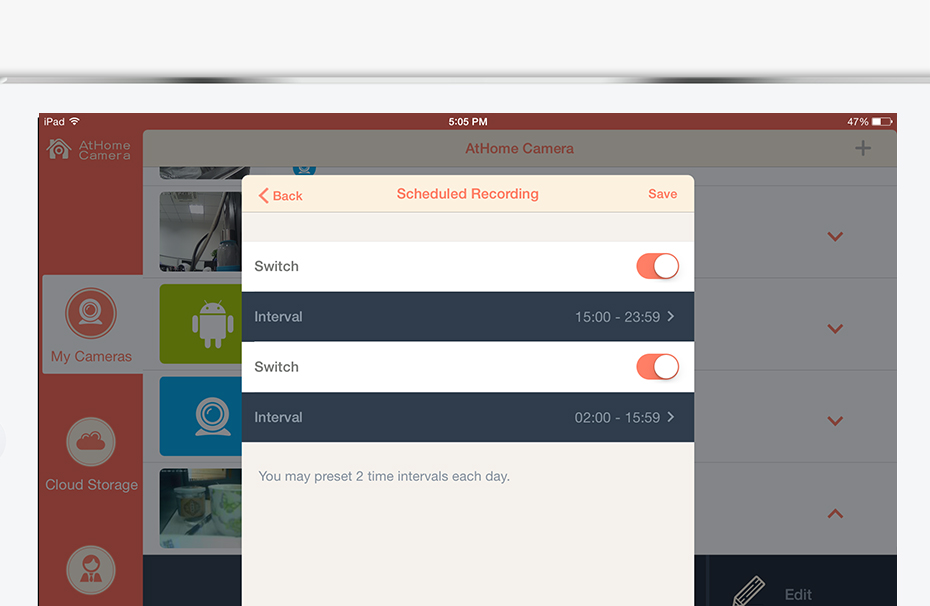 iPad 5:05 PM 47%
AtHome
Camera
AtHome Camera
Back Scheduled Recording Save
Switch
Interval 15:00 - 23:59
My Cameras
Switch
Interval 02:00 - 15:59
You may preset 2 time intervals each day.
Cloud Storage
Edit